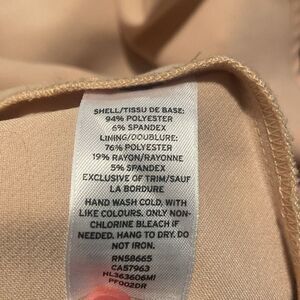 SHELL/TISSU DE BASE:
94% POLYESTER
6% SPANDEX
LINING/DOUBLURE:
76% POLYESTER
19% RAYON/RAYONNE
5% SPANDEX
EXCLUSIVE OF TRIM/SAUF
LA BORDURE
HAND WASH COLD, WITH
LIKE COLOURS. ONLY NON-
CHLORINE BLEACH IF
NEEDED. HANG TO DRY. DO
NOT IRON.
RN58665
CA57963
HL363606MI
PF002DR